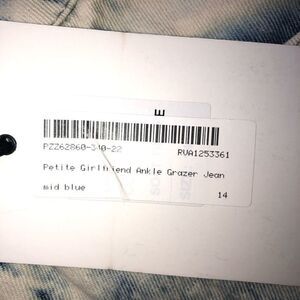 PZZ62860-340-22 RVA1253361
Petite Girlfriend Ankle Grazer Jean
mid blue 14